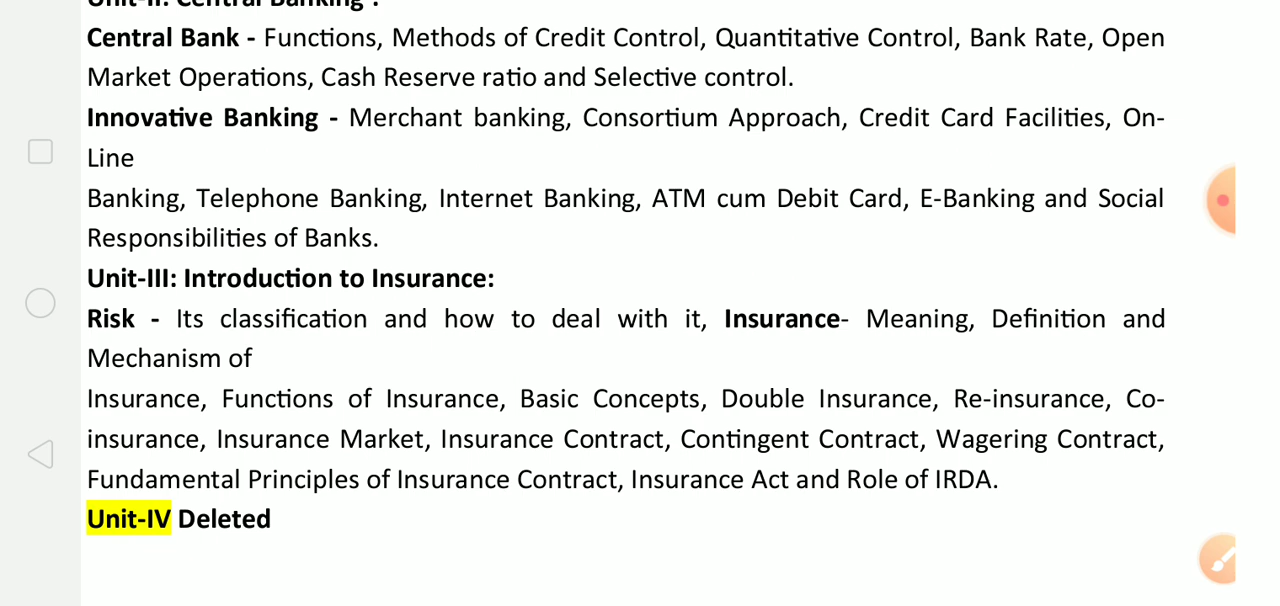 Unit-II: Central Banking :
Central Bank - Functions, Methods of Credit Control, Quantitative Control, Bank Rate, Open
Market Operations, Cash Reserve ratio and Selective control.
Innovative Banking - Merchant banking, Consortium Approach, Credit Card Facilities, On-
Line
Banking, Telephone Banking, Internet Banking, ATM cum Debit Card, E-Banking and Social
Responsibilities of Banks.
Unit-III: Introduction to Insurance:
Risk - Its classification and how to deal with it, Insurance- Meaning, Definition and
Mechanism of
Insurance, Functions of Insurance, Basic Concepts, Double Insurance, Re-insurance, Co-
insurance, Insurance Market, Insurance Contract, Contingent Contract, Wagering Contract,
Fundamental Principles of Insurance Contract, Insurance Act and Role of IRDA.
Unit-IV Deleted